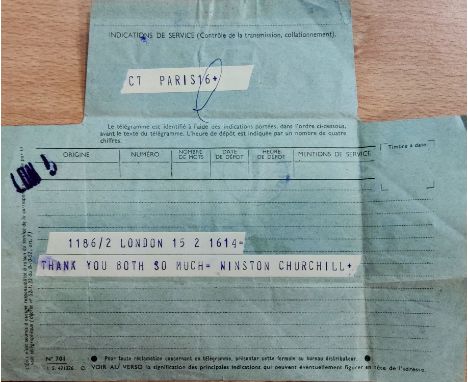 INDICATIONS DE SERVICE (Contrôle de la transmission, collationnement).
CT PARIS16+
Le télégramme est identifié à l'aide des indications portées, dans l'ordre ci-dessous,
avant le texte du télégramme. L'heure de dépôt est indiquée par un nombre de quatre
chiffres.
ORIGINE NUMÉRO NOMBRE DE MOTS DATE DE DÉPÔT HEURE DE DÉPÔT MENTIONS DE SERVICE
Timbre à date
1186/2 LONDON 15 2 1614=
THANK YOU BOTH SO MUCH= WINSTON CHURCHILL+
N° 701 ● Pour toute réclamation concernant ce télégramme, présenter cette formule au bureau distributeur. ●
VOIR AU VERSO la signification des principales indications qui peuvent éventuellement figurer en tête de l'adresse.